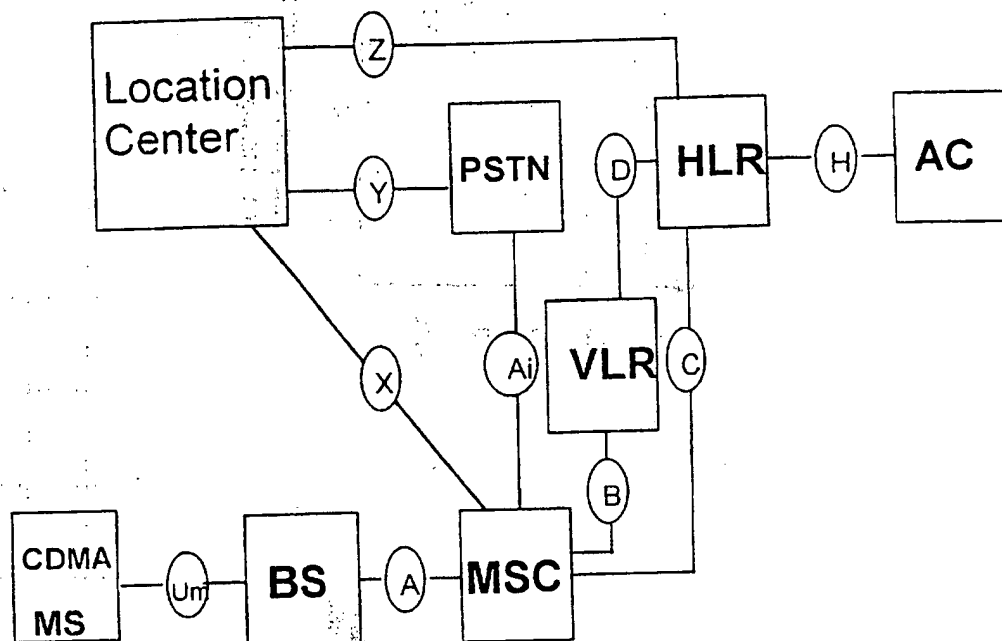 Z
Location
Center
PSTN
D
HLR
H
AC
Y
VLR
C
Ai
X
B
CDMA
MS
Um
BS
A
MSC